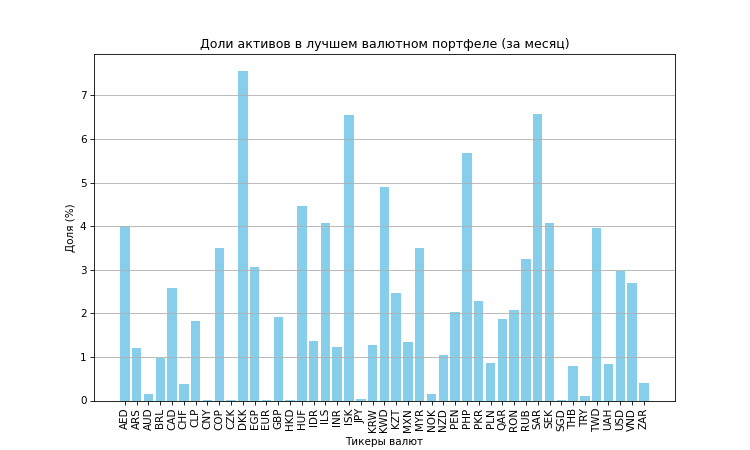 Доли активов в лучшем валютном портфеле (за месяц)
Доля (%)
7
6
5
4
3
2
1
0
AED ARS AUD BRL CAD CHF CLP CNY COP CZK DKK EGP EUR GBP HKD HUF IDR ILS INR ISK JPY KRW KWD KZT MXN MYR NOK NZD PEN PHP PKR PLN QAR RON RUB SAR SEK SGD THB TRY TWD UAH USD VND ZAR
Тикеры валют